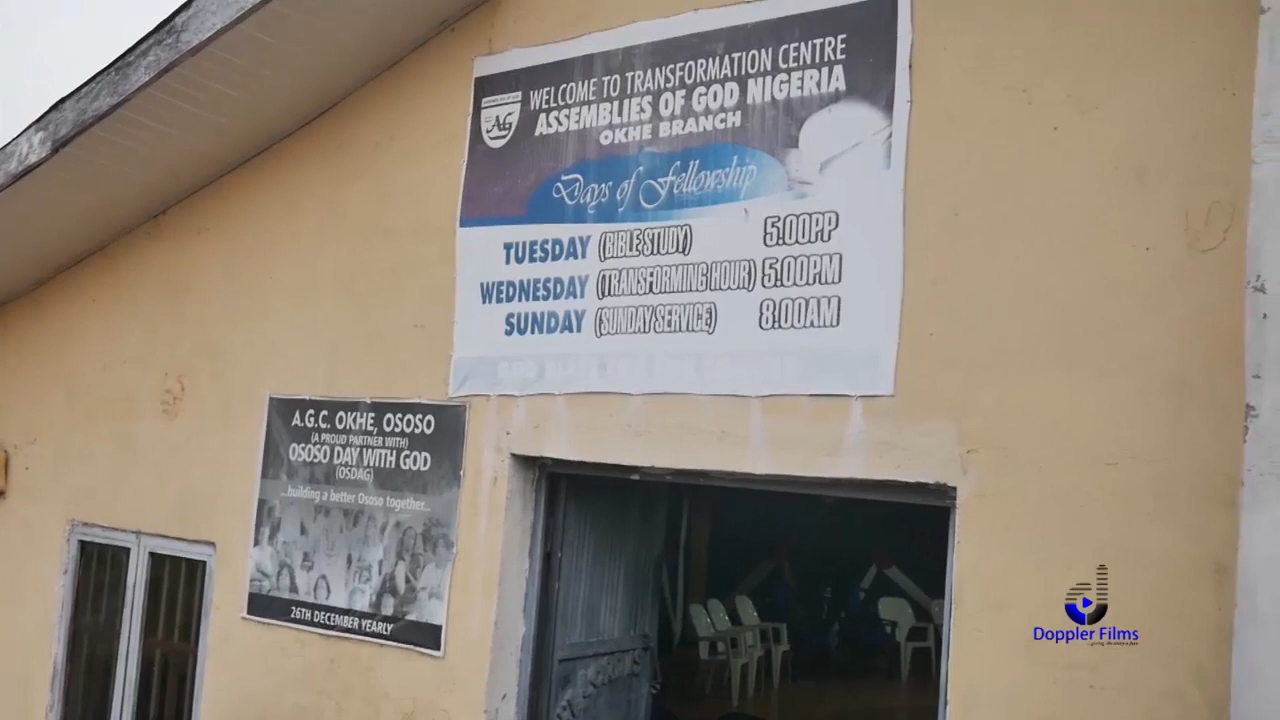 WELCOME TO TRANSFORMATION CENTRE
ASSEMBLIES OF GOD NIGERIA
OKHE BRANCH
AG
Days of Fellowship
TUESDAY (BIBLE STUDY) 5.00PP
WEDNESDAY (TRANSFORMING HOUR) 5:00PM
SUNDAY (SUNDAY SERVICE) 8:00AM
A.G.C. OKHE, OSOSO
(A PROUD PARTNER WITH)
OSOSO DAY WITH GOD
(OSDAG)
...building a better Ososo together...
26TH DECEMBER YEARLY
Doppler Films